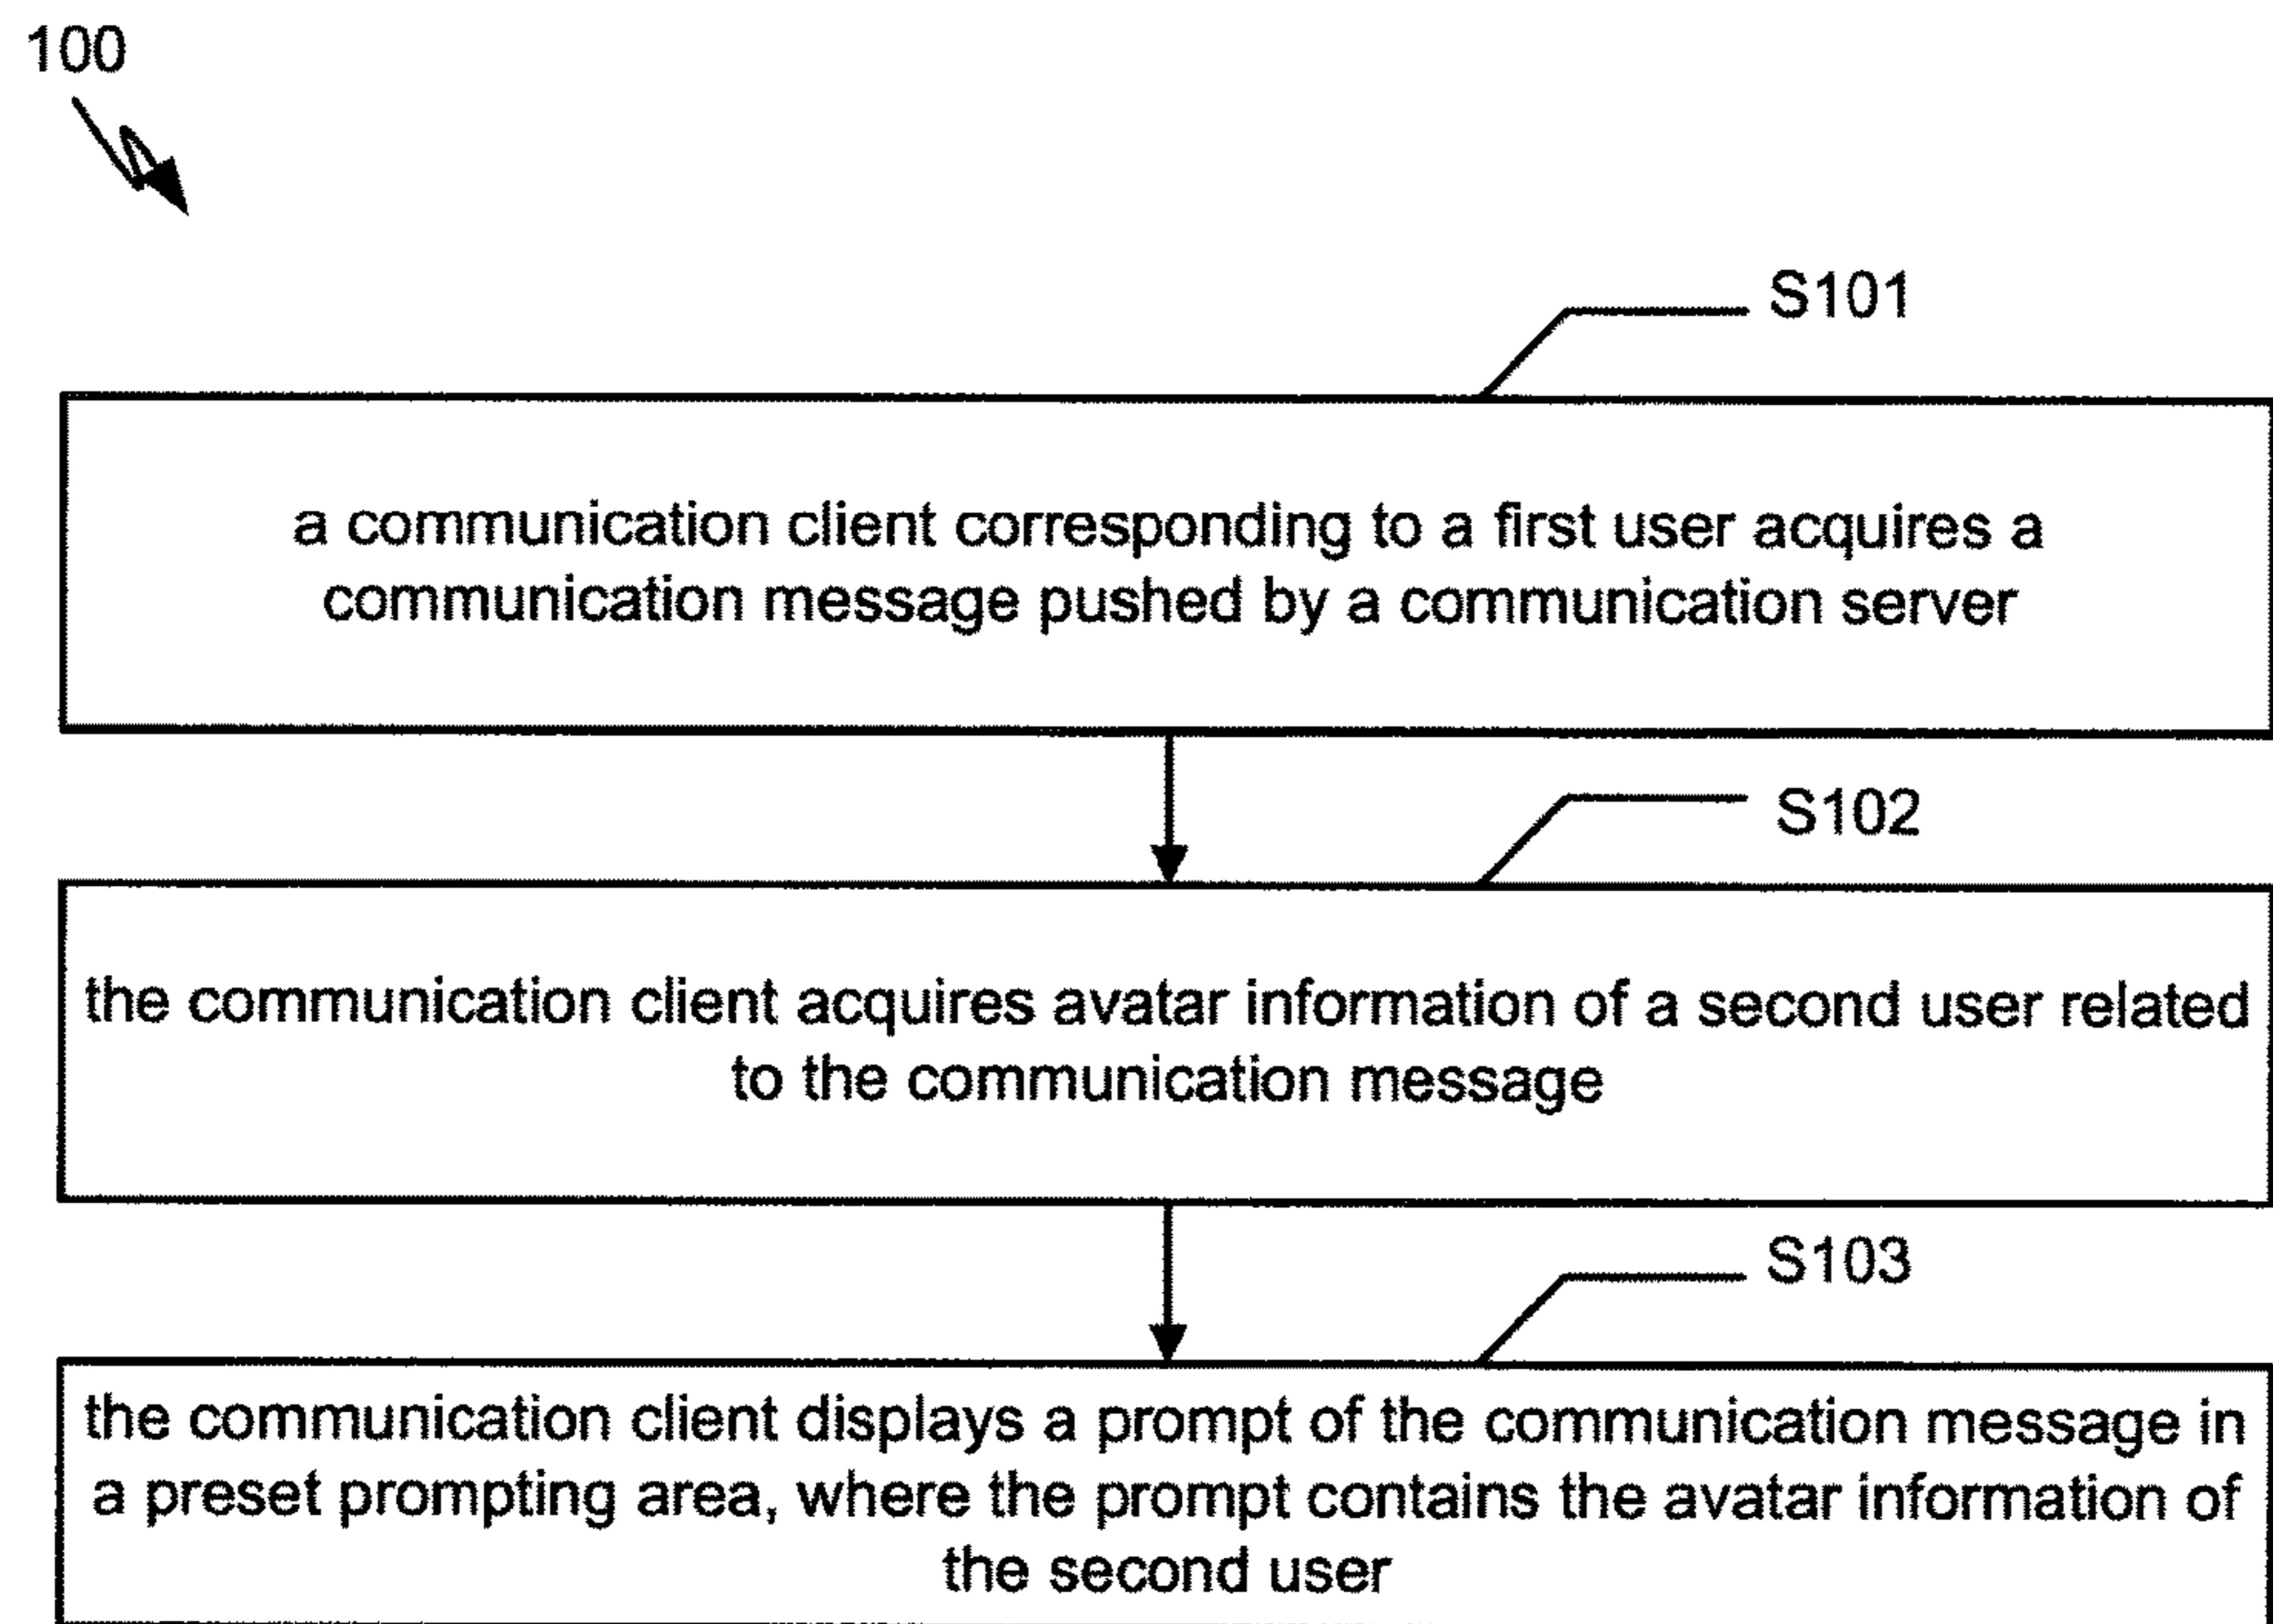 100
S101
a communication client corresponding to a first user acquires a
communication message pushed by a communication server
S102
the communication client acquires avatar information of a second user related
to the communication message
S103
the communication client displays a prompt of the communication message in
a preset prompting area, where the prompt contains the avatar information of
the second user